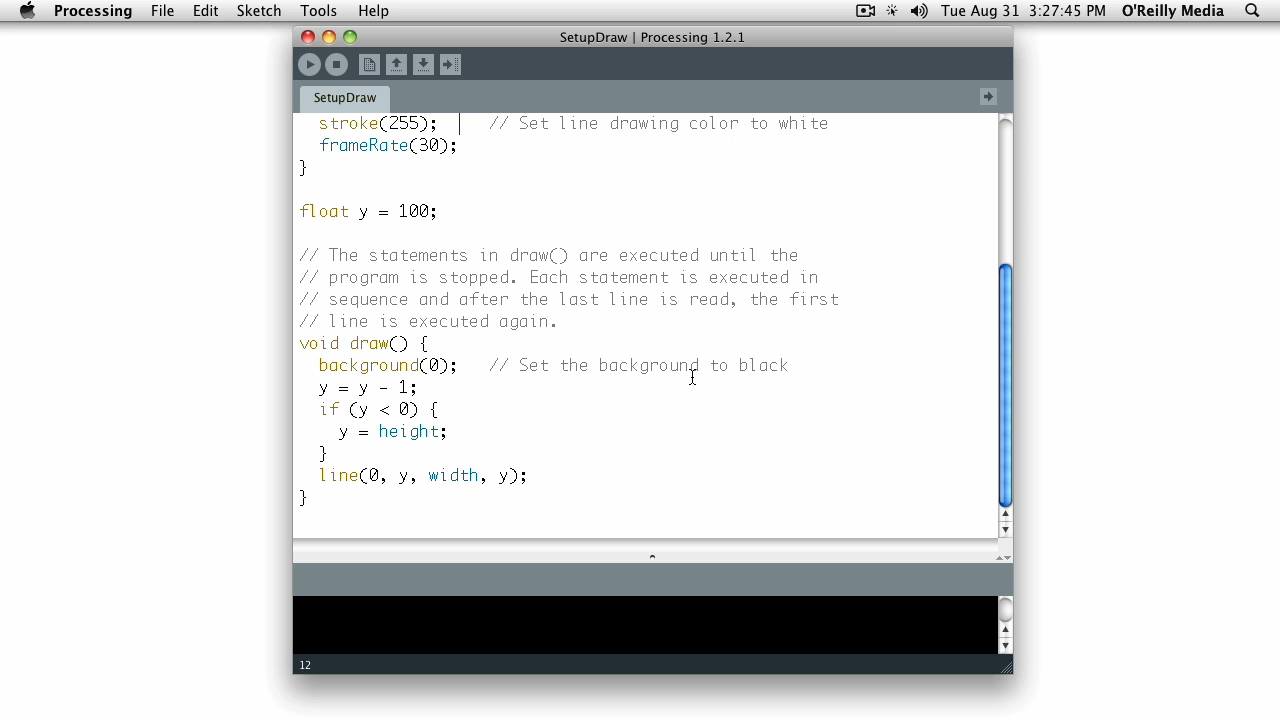 Processing File Edit Sketch Tools Help Tue Aug 31 3:27:45 PM O'Reilly Media
SetupDraw | Processing 1.2.1
SetupDraw
stroke(255); // Set line drawing color to white
frameRate(30);
}
float y = 100;
// The statements in draw() are executed until the
// program is stopped. Each statement is executed in
// sequence and after the last line is read, the first
// line is executed again.
void draw() {
background(0); // Set the background to black
y = y - 1;
if (y < 0) {
y = height;
}
line(0, y, width, y);
}
12